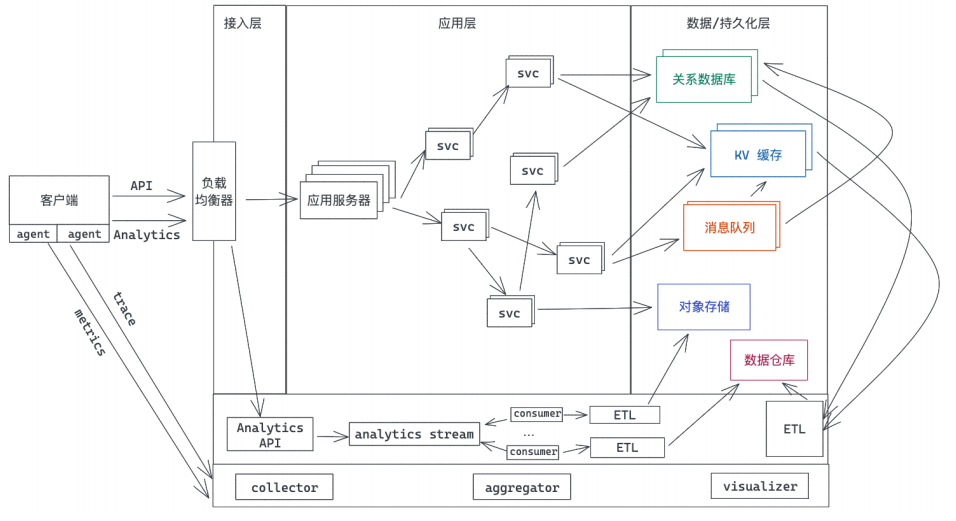 接入层
应用层
数据/持久化层
svc
关系数据库
svc
KV 缓存
API
负载
均衡器
svc
客户端
应用服务器
agent
agent
Analytics
svc
消息队列
svc
trace
metrics
svc
对象存储
数据仓库
Analytics
API
analytics stream
consumer
ETL
...
consumer
ETL
ETL
collector
aggregator
visualizer